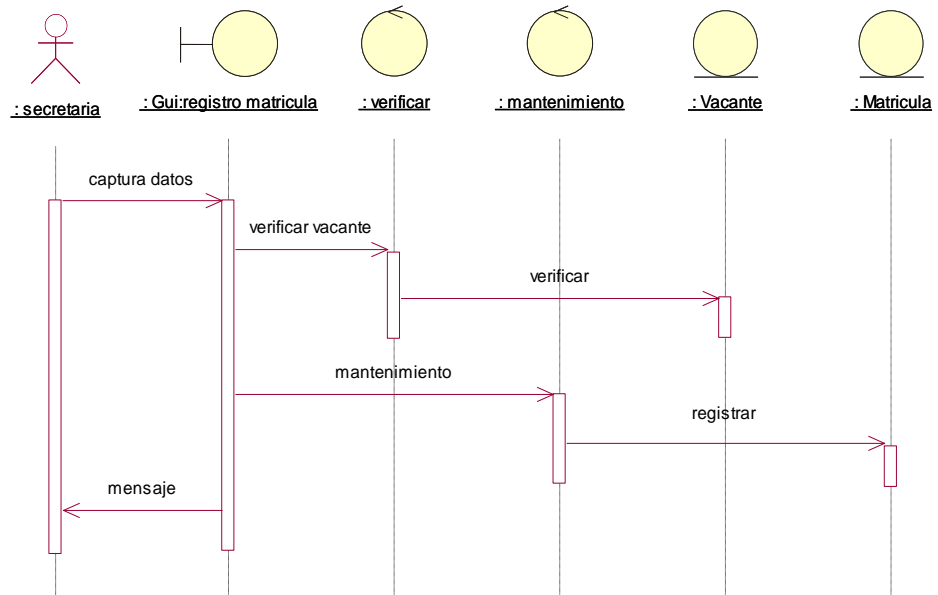 : secretaria
: Gui:registro matricula
: verificar
: mantenimiento
: Vacante
: Matricula
captura datos
verificar vacante
verificar
mantenimiento
registrar
mensaje